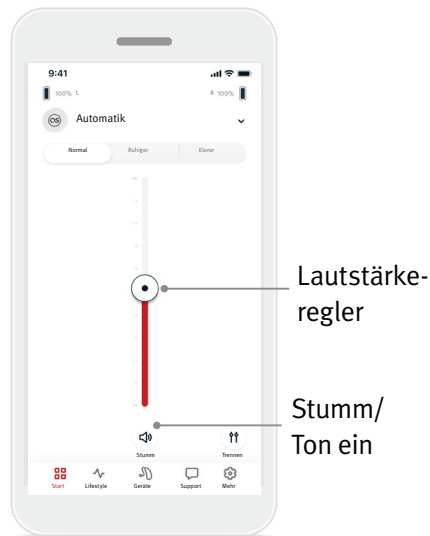 9:41
100% L
R 100%
Automatik
Normal Ruhiger Klarer
Lautstärke-
regler
Stumm/
Ton ein
Stumm Trennen
Start Lifestyle Geräte Support Mehr